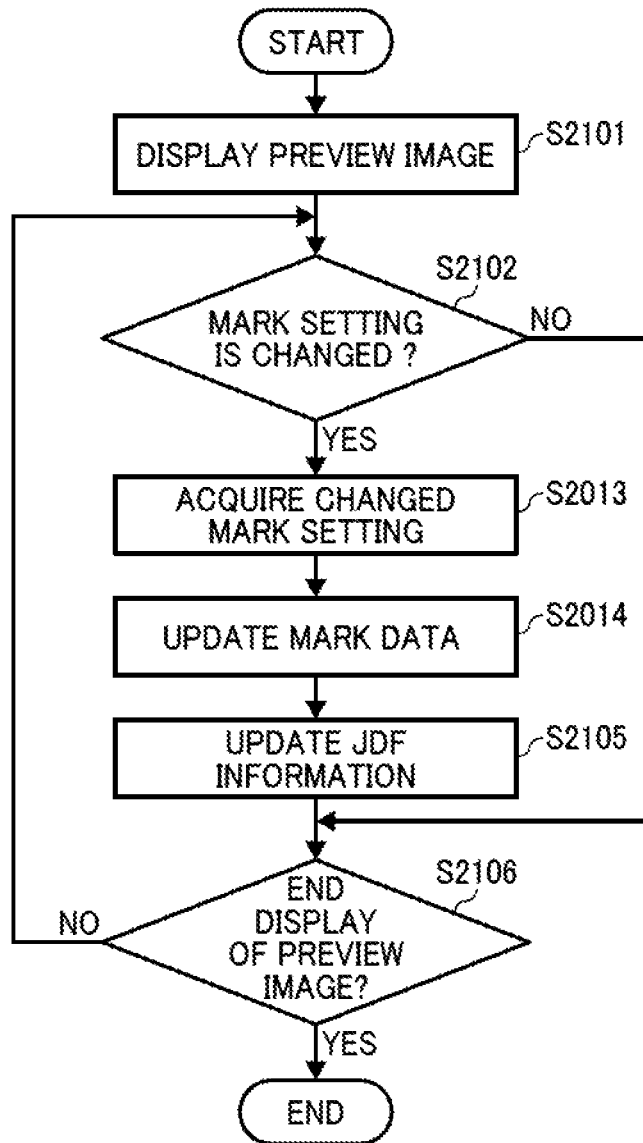 START
DISPLAY PREVIEW IMAGE
S2101
S2102
MARK SETTING
IS CHANGED ?
NO
YES
ACQUIRE CHANGED
MARK SETTING
S2013
UPDATE MARK DATA
S2014
UPDATE JDF
INFORMATION
S2105
S2106
END
DISPLAY
OF PREVIEW
IMAGE?
NO
YES
END